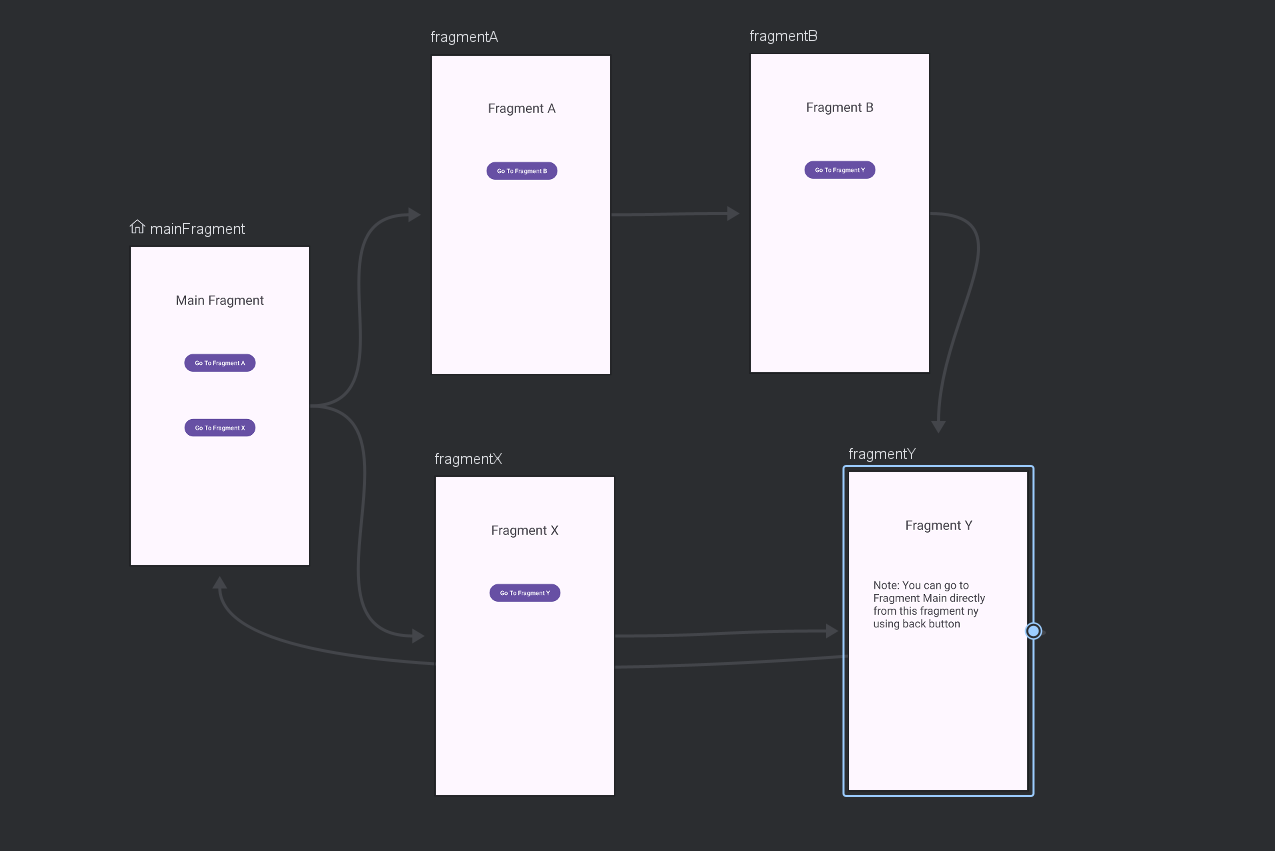 fragmentA
Fragment A
Go To Fragment B
fragmentB
Fragment B
Go To Fragment Y
mainFragment
Main Fragment
Go To Fragment A
Go To Fragment X
fragmentX
Fragment X
Go To Fragment Y
fragmentY
Fragment Y
Note: You can go to
Fragment Main directly
from this fragment ny
using back button